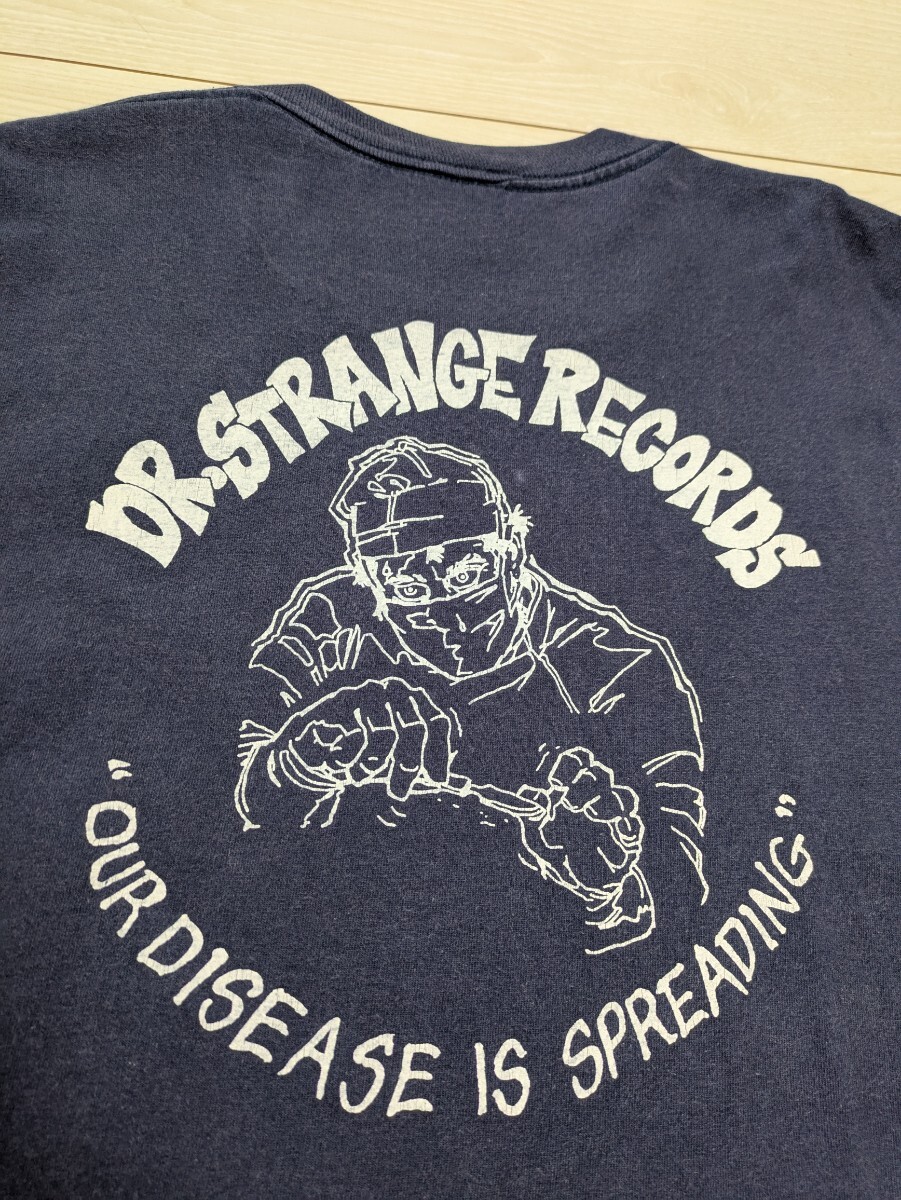 DR. STRANGE RECORDS
"OUR DISEASE IS SPREADING"